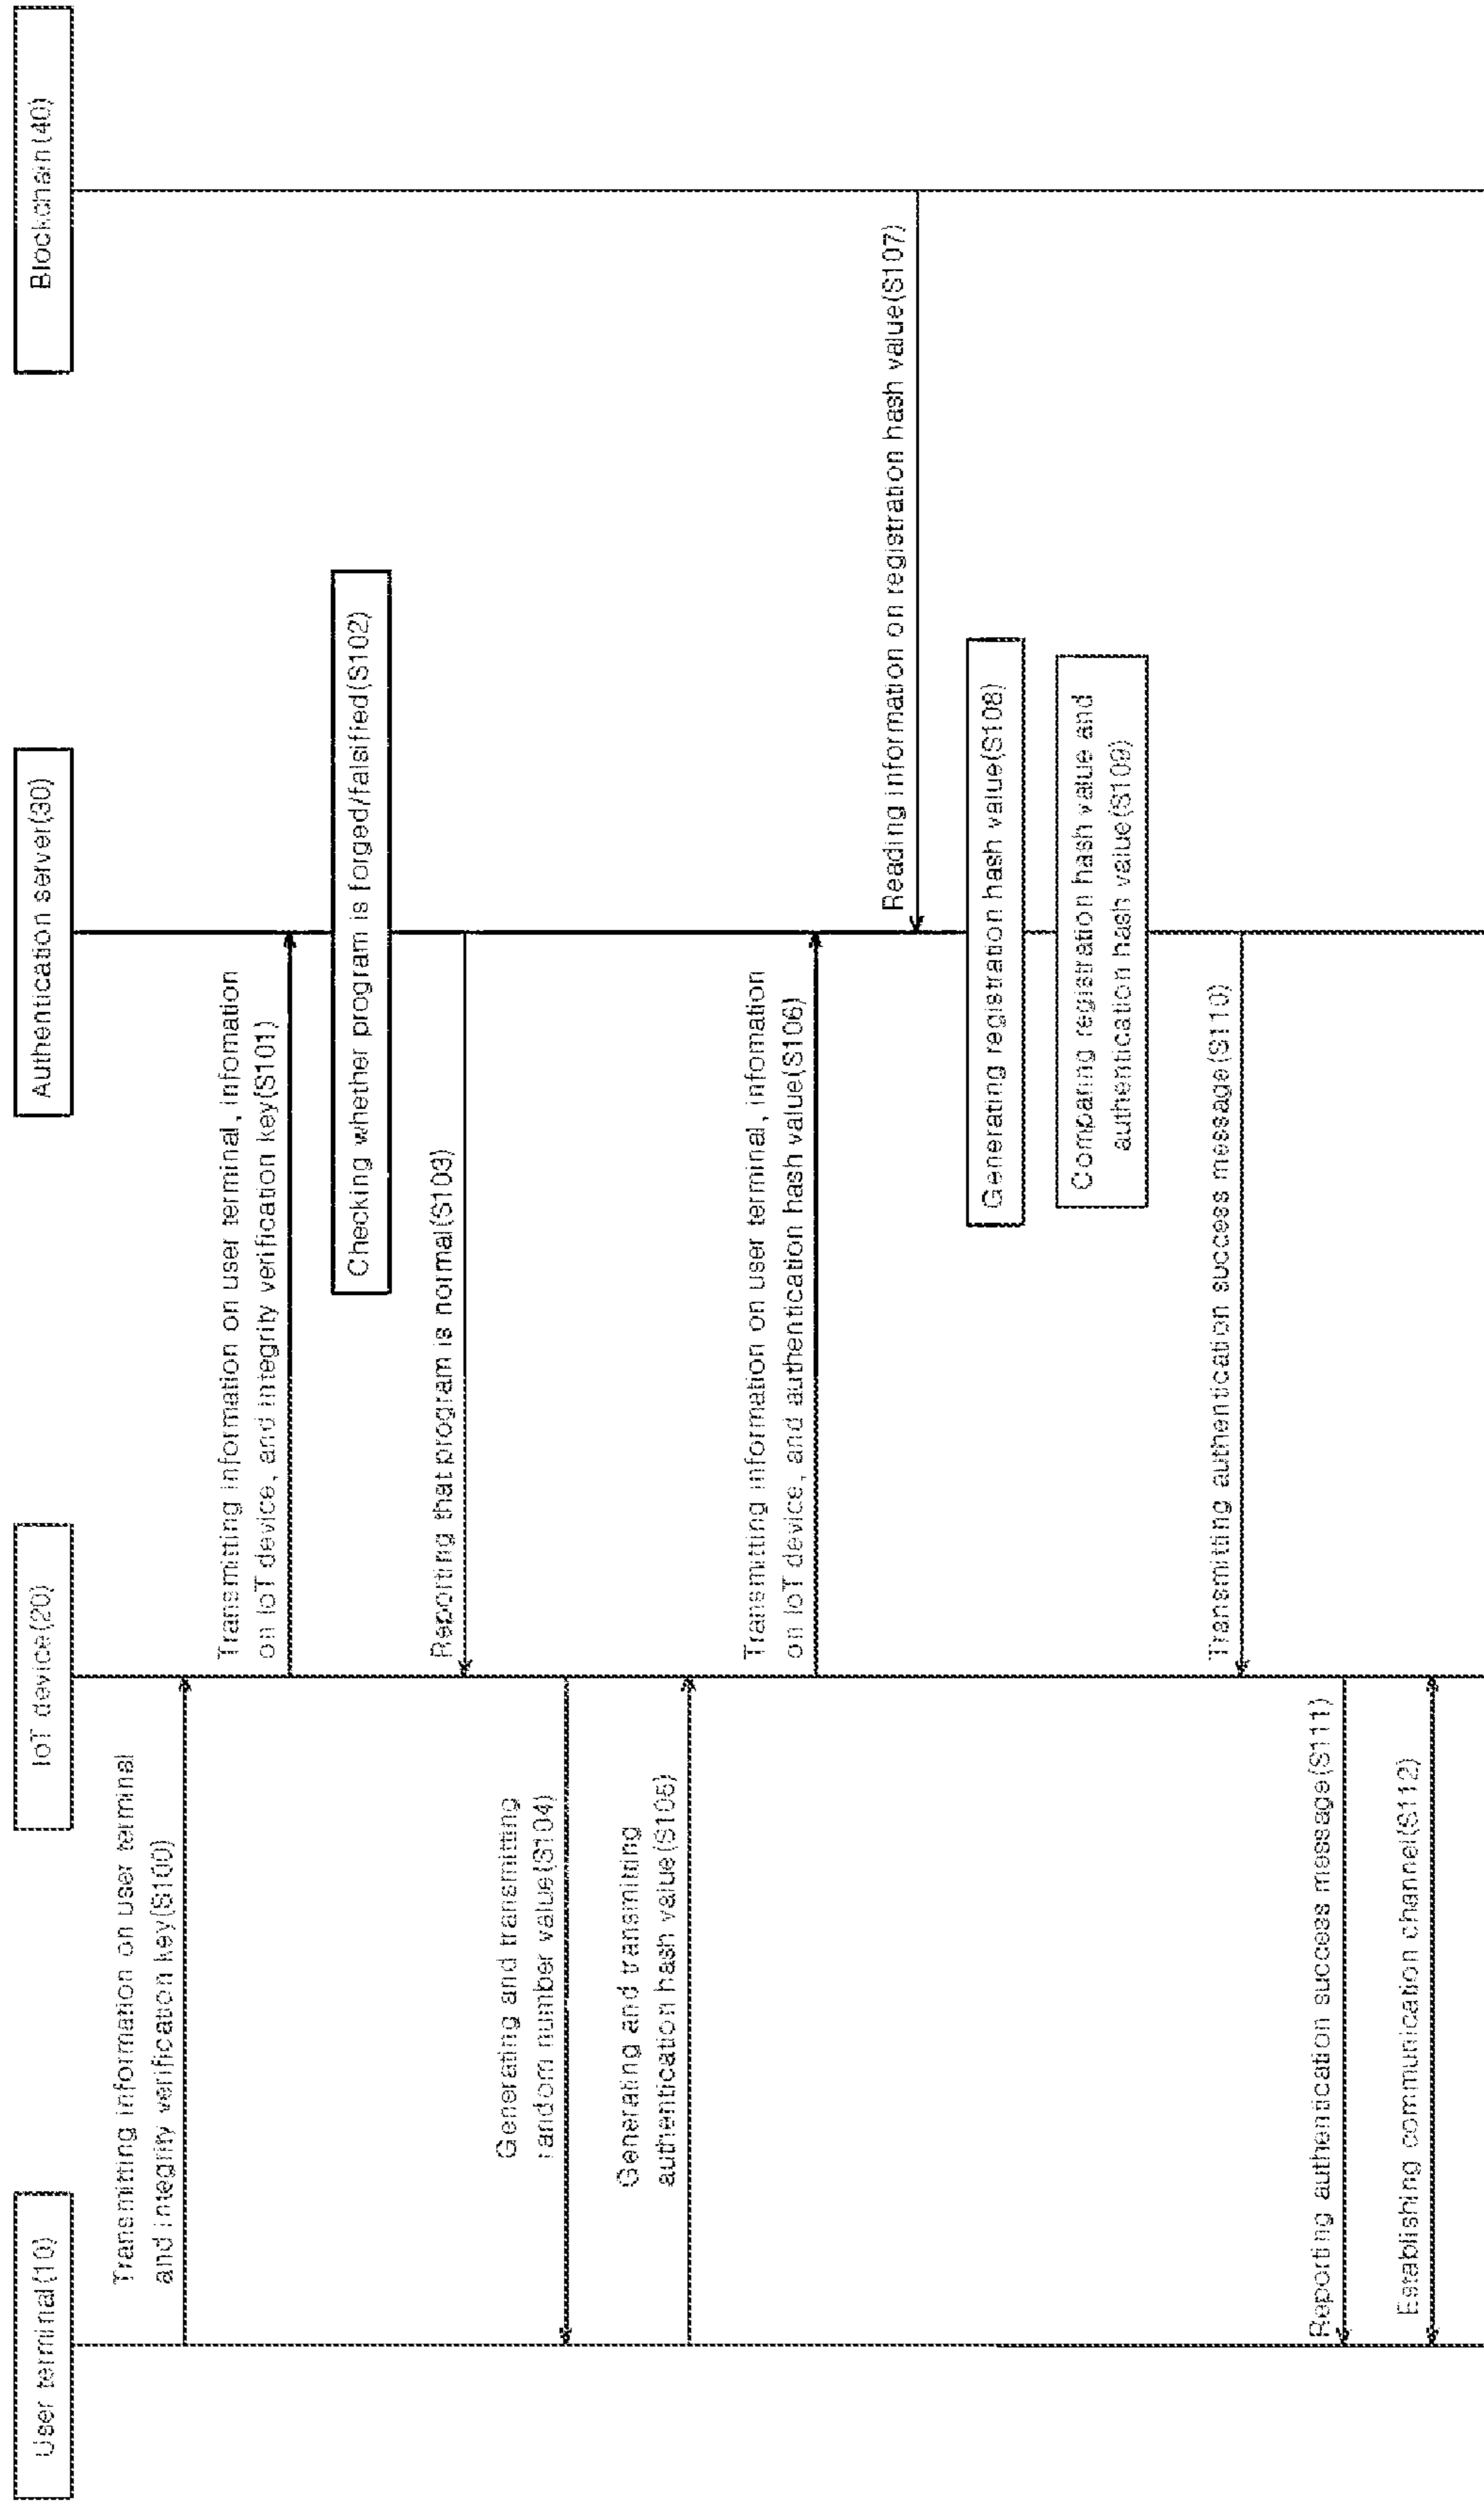 User terminal(10)
IoT device(20)
Authentication server(30)
Blockchain(40)
Transmitting information on user terminal
and integrity verification key(S100)
Transmitting information on user terminal, infomation
on IoT device, and integrity verification key(S101)
Checking whether program is forged/falsified(S102)
Reporting that program is normal(S103)
Generating and transmitting
random number value(S104)
Generating and transmitting
authentication hash value(S105)
Transmitting information on user terminal, infomation
on IoT device, and authentication hash value(S106)
Reading information on registration hash value(S107)
Generating registration hash value(S108)
Comparing registration hash value and
authentication hash value(S109)
Transmitting authentication success message(S110)
Reporting authentication success message(S111)
Establishing communication channel(S112)